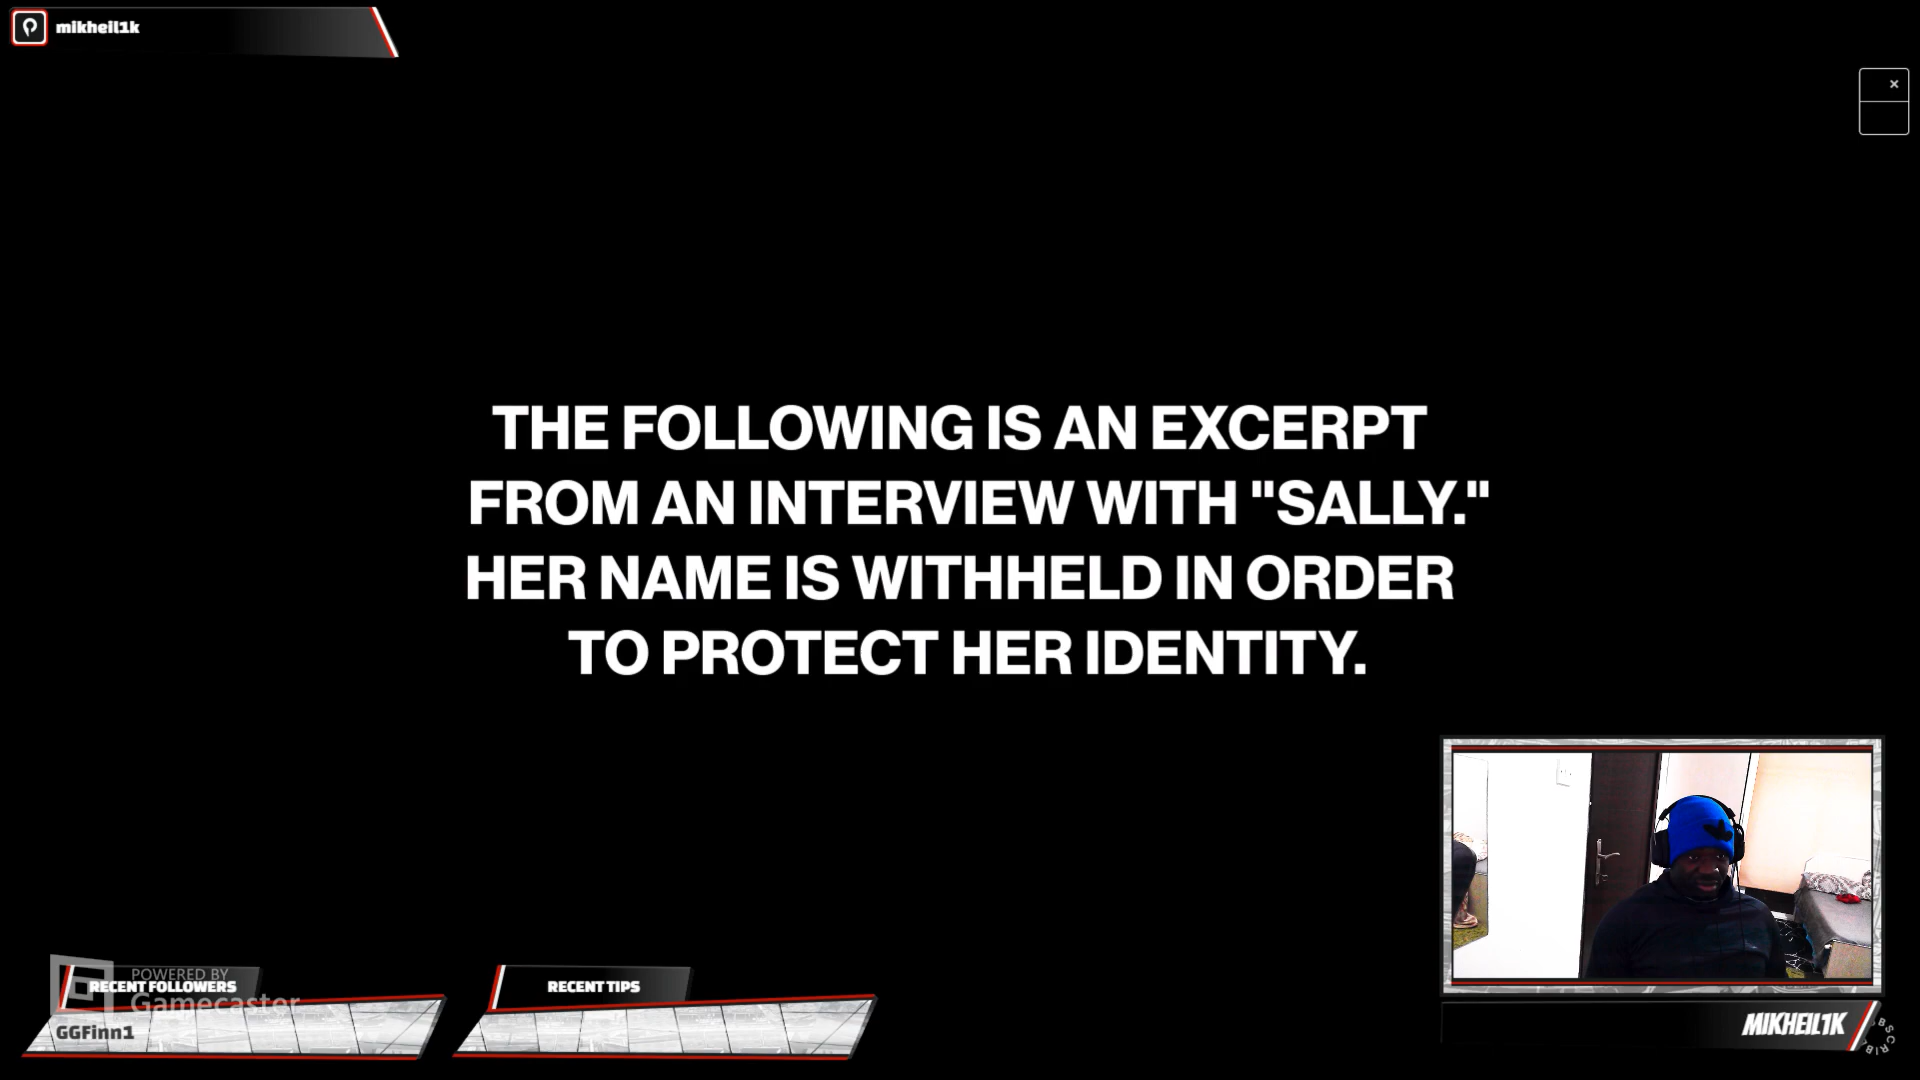 mikheil1k
THE FOLLOWING IS AN EXCERPT
FROM AN INTERVIEW WITH "SALLY."
HER NAME IS WITHHELD IN ORDER
TO PROTECT HER IDENTITY.
POWERED BY
Gamecaster
RECENT FOLLOWERS
GGFinn1
RECENT TIPS
MIKHEIL1K